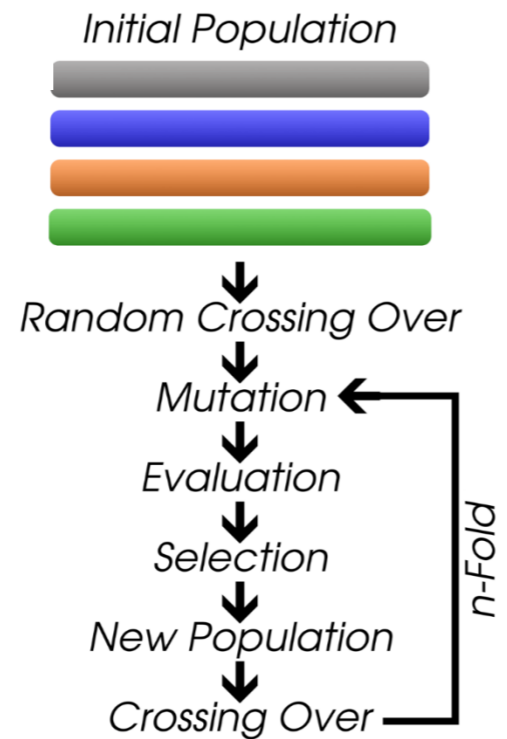 Initial Population
Random Crossing Over
Mutation
Evaluation
Selection
n-Fold
New Population
Crossing Over